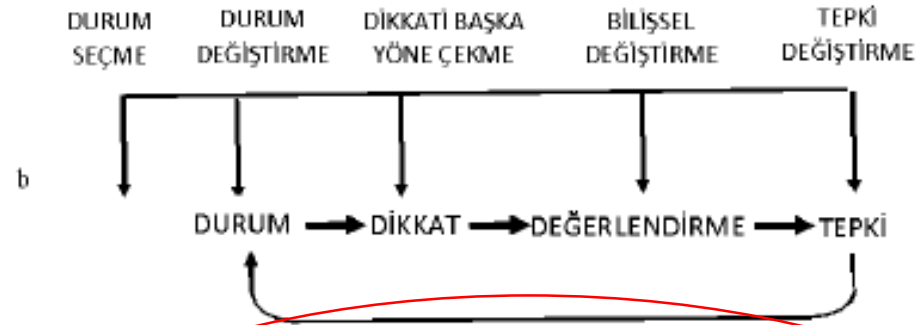 DURUM SEÇME
DURUM DEĞİŞTİRME
DİKKATİ BAŞKA YÖNE ÇEKME
BİLİŞSEL DEĞİŞTİRME
TEPKİ DEĞİŞTİRME
b
DURUM DİKKAT DEĞERLENDİRME TEPKİ